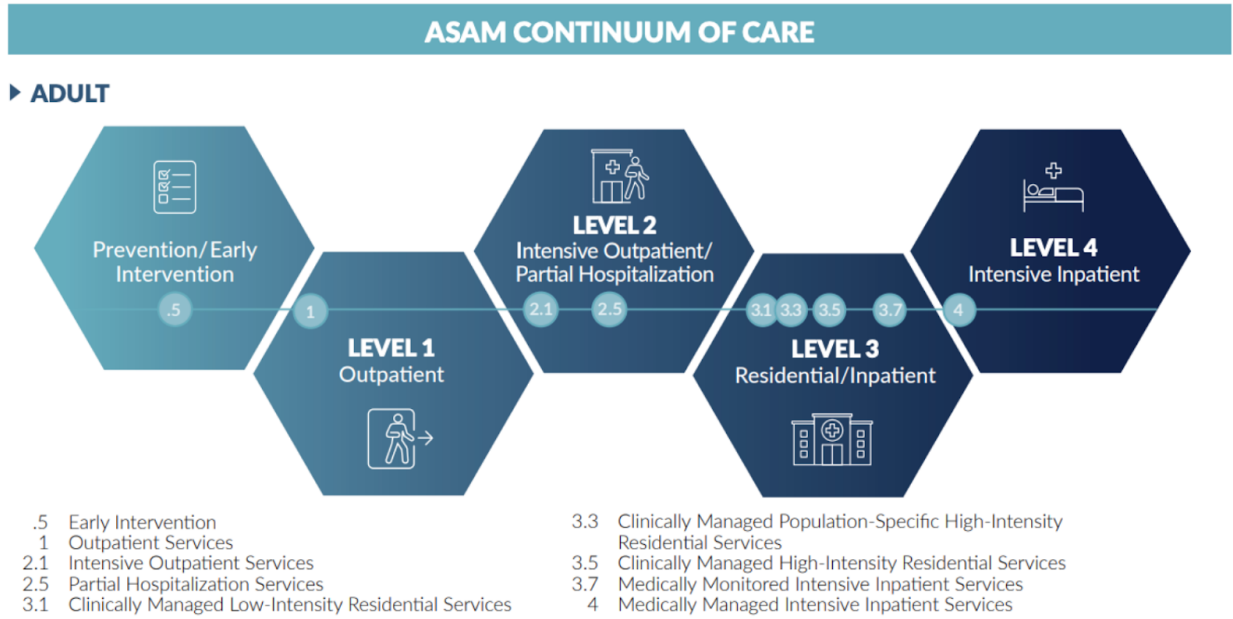 ASAM CONTINUUM OF CARE
ADULT
Prevention/Early
Intervention
.5
1
LEVEL 1
Outpatient
LEVEL 2
Intensive Outpatient/
Partial Hospitalization
2.1
2.5
3.1
3.3
3.5
3.7
LEVEL 3
Residential/Inpatient
LEVEL 4
Intensive Inpatient
4
.5 Early Intervention
1 Outpatient Services
2.1 Intensive Outpatient Services
2.5 Partial Hospitalization Services
3.1 Clinically Managed Low-Intensity Residential Services
3.3 Clinically Managed Population-Specific High-Intensity
Residential Services
3.5 Clinically Managed High-Intensity Residential Services
3.7 Medically Monitored Intensive Inpatient Services
4 Medically Managed Intensive Inpatient Services